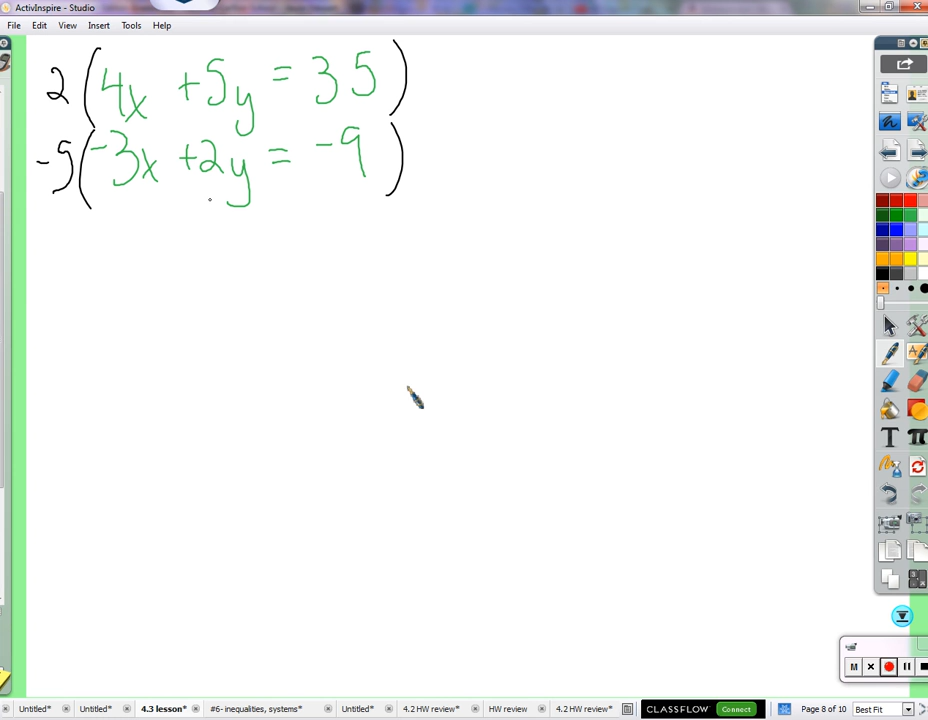 ActivInspire - Studio
File Edit View Insert Tools Help
2(4x +5y = 35)
-5(-3x +2y = -9)
Untitled* Untitled* 4.3 lesson* #6- inequalities, systems* Untitled* 4.2 HW review* HW review 4.2 HW review* CLASSFLOW Connect Page 8 of 10 Best Fit